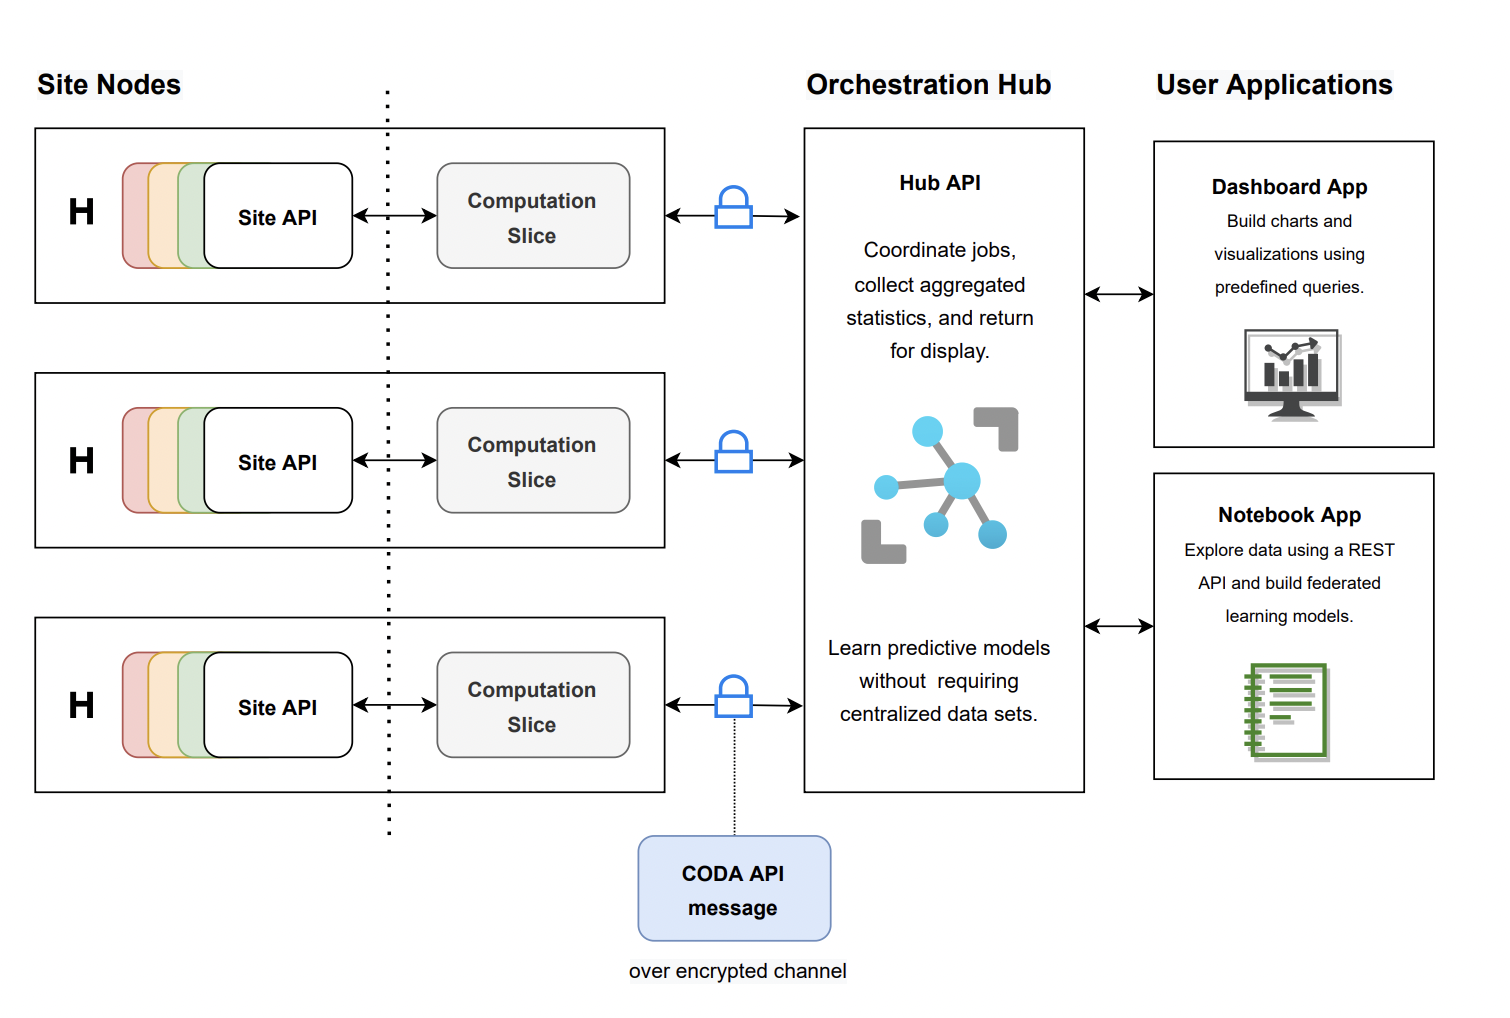 Site Nodes
Orchestration Hub
User Applications
H
Site API
Computation
Slice
H
Site API
Computation
Slice
H
Site API
Computation
Slice
Hub API
Coordinate jobs,
collect aggregated
statistics, and return
for display.
Learn predictive models
without requiring
centralized data sets.
Dashboard App
Build charts and
visualizations using
predefined queries.
Notebook App
Explore data using a REST
API and build federated
learning models.
CODA API
message
over encrypted channel